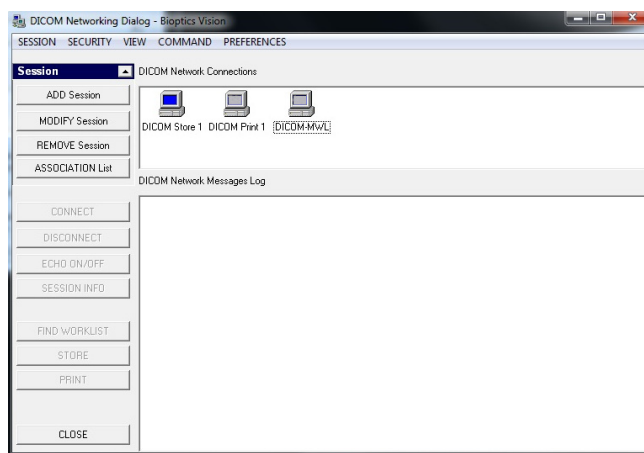 DICOM Networking Dialog - Bioptics Vision
SESSION SECURITY VIEW COMMAND PREFERENCES
Session
DICOM Network Connections
ADD Session
MODIFY Session
REMOVE Session
ASSOCIATION List
DICOM Store 1 DICOM Print 1 DICOM-MWL
DICOM Network Messages Log
CONNECT
DISCONNECT
ECHO ON/OFF
SESSION INFO
FIND WORKLIST
STORE
PRINT
CLOSE